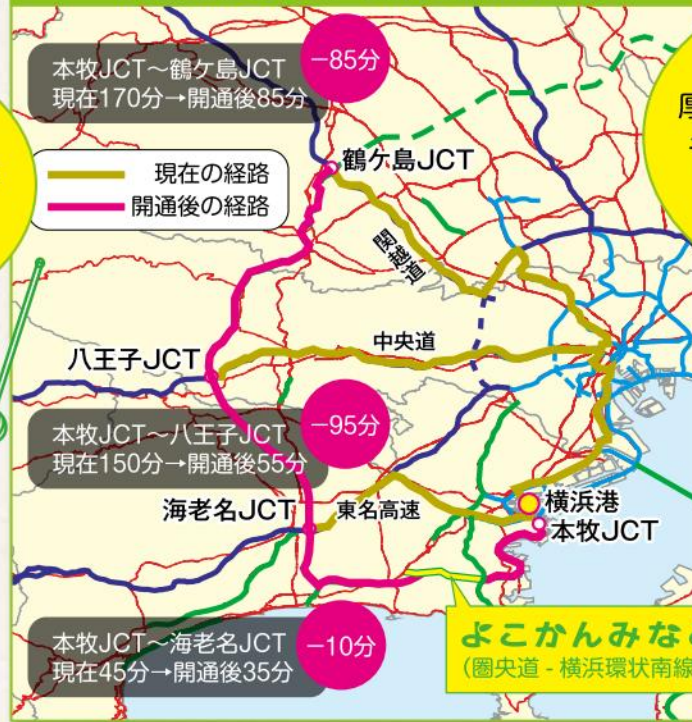 本牧JCT～鶴ケ島JCT
現在170分→開通後85分
−85分
厚
現在の経路
開通後の経路
鶴ケ島JCT
関越道
中央道
八王子JCT
本牧JCT～八王子JCT
現在150分→開通後55分
−95分
海老名JCT
東名高速
横浜港
本牧JCT
本牧JCT～海老名JCT
現在45分→開通後35分
−10分
よこかんみな
(圏央道-横浜環状南線